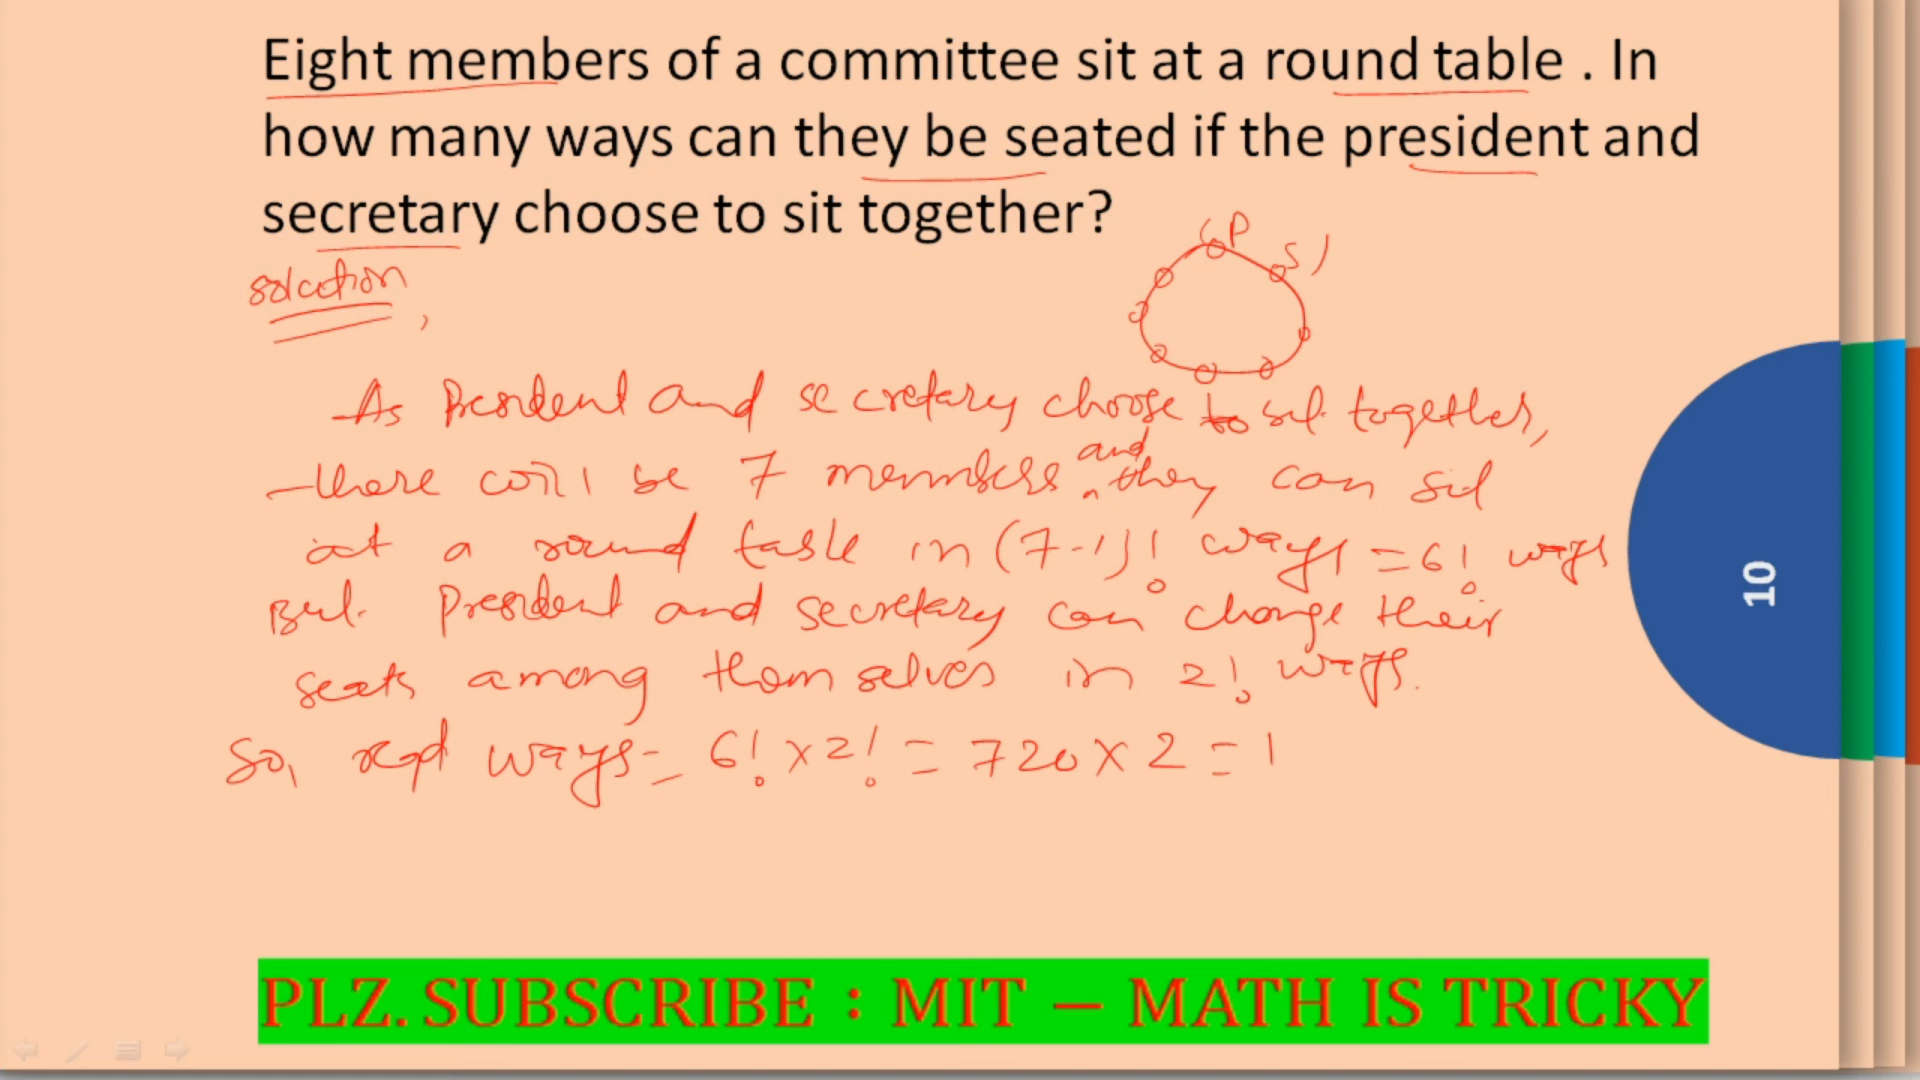 Eight members of a committee sit at a round table . In
how many ways can they be seated if the president and
secretary choose to sit together?
P
S
solution,
As President and secretary choose to sit together,
there will be 7 members and they can sit
at a round table in (7-1)! ways = 6! ways
But President and secretary can change their
seats among themselves in 2! ways.
So, reqd ways = 6! × 2! = 720 × 2 = 1
10
PLZ. SUBSCRIBE : MIT – MATH IS TRICKY